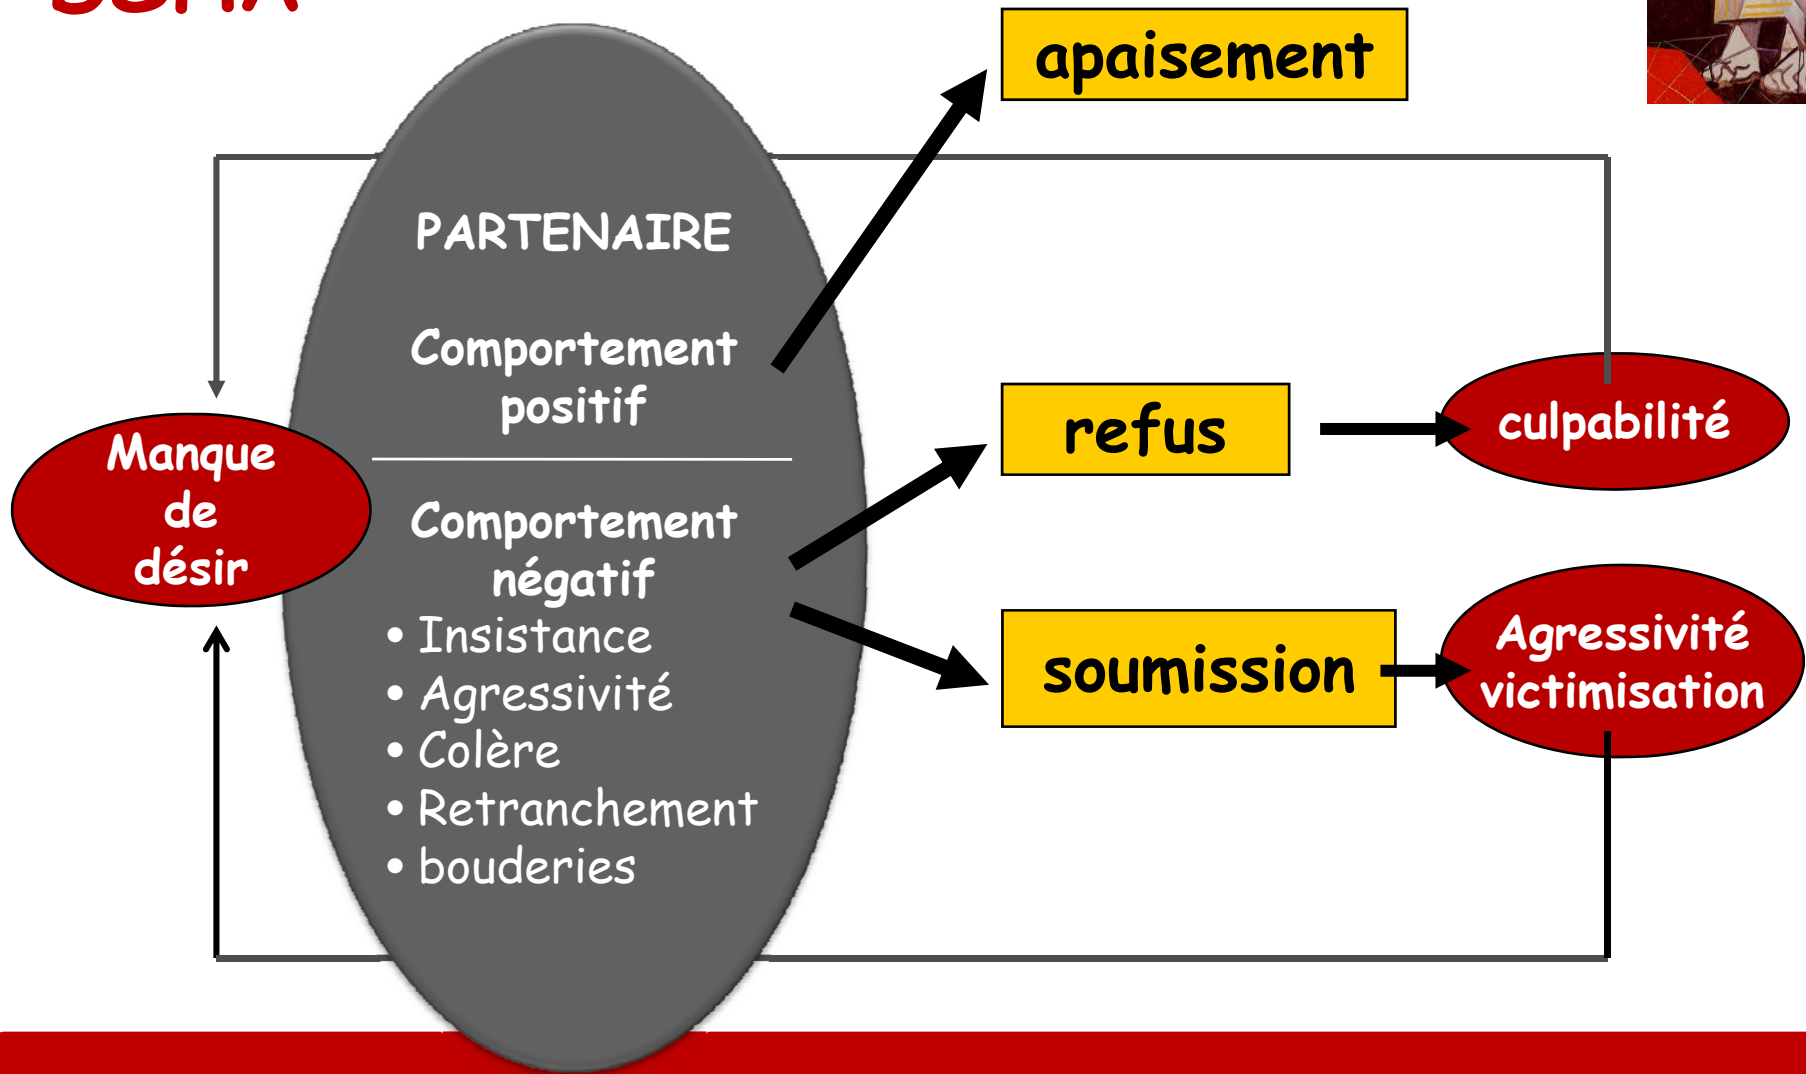 apaisement
PARTENAIRE
Comportement
positif
Manque
de
désir
Comportement
négatif
• Insistance
• Agressivité
• Colère
• Retranchement
• bouderies
refus
culpabilité
soumission
Agressivité
victimisation